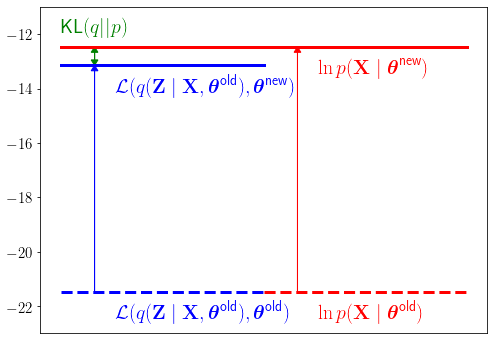 KL(q||p)
−12
ln p(X | θ^new)
−14
ℒ(q(Z | X, θ^old), θ^new)
−16
−18
−20
−22
ℒ(q(Z | X, θ^old), θ^old)
ln p(X | θ^old)